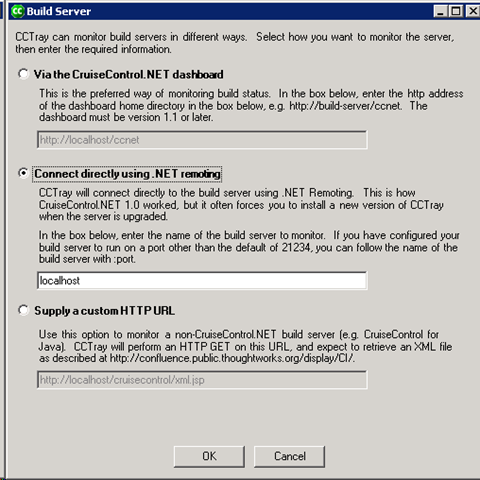 Build Server
CCTray can monitor build servers in different ways. Select how you want to monitor the server,
then enter the required information.
Via the CruiseControl.NET dashboard
This is the preferred way of monitoring build status. In the box below, enter the http address
of the dashboard home directory in the box below, e.g. http://build-server/ccnet. The
dashboard must be version 1.1 or later.
http://localhost/ccnet
Connect directly using .NET remoting
CCTray will connect directly to the build server using .NET Remoting. This is how
CruiseControl.NET 1.0 worked, but it often forces you to install a new version of CCTray
when the server is upgraded.
In the box below, enter the name of the build server to monitor. If you have configured your
build server to run on a port other than the default of 21234, you can follow the name of the
build server with :port.
localhost
Supply a custom HTTP URL
Use this option to monitor a non-CruiseControl.NET build server (e.g. CruiseControl for
Java). CCTray will perform an HTTP GET on this URL, and expect to retrieve an XML file
as described at http://confluence.public.thoughtworks.org/display/CI/.
http://localhost/cruisecontrol/xml.jsp
OK Cancel